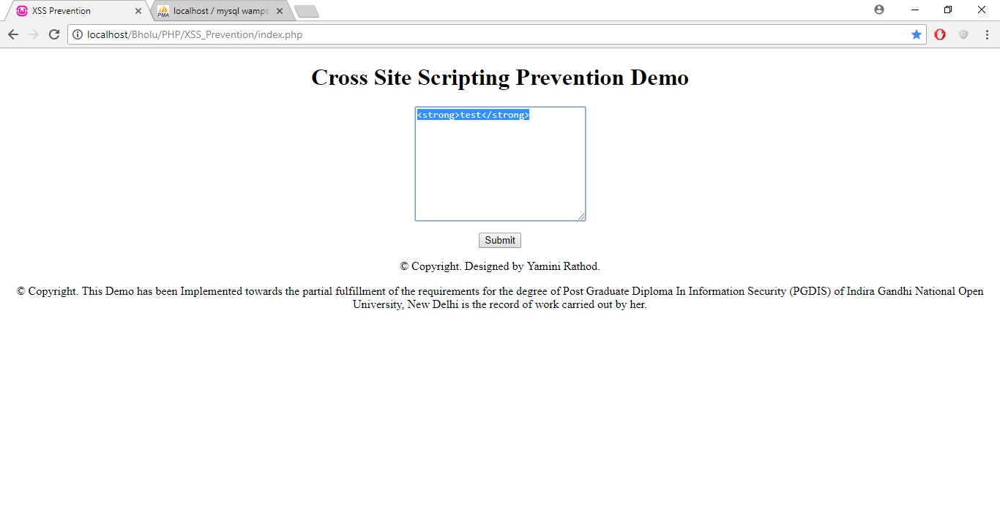 XSS Prevention
localhost / mysql wamps
localhost/Bholu/PHP/XSS_Prevention/index.php
Cross Site Scripting Prevention Demo
<strong>test</strong>
Submit
© Copyright. Designed by Yamini Rathod.
© Copyright. This Demo has been Implemented towards the partial fulfillment of the requirements for the degree of Post Graduate Diploma In Information Security (PGDIS) of Indira Gandhi National Open
University, New Delhi is the record of work carried out by her.